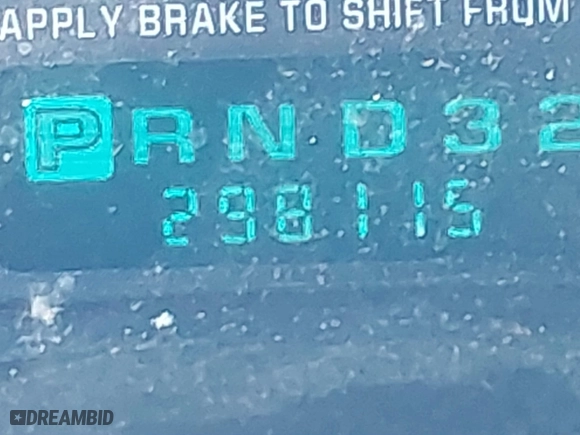 APPLY BRAKE TO SHIFT FROM
P R N D 3 2
298115
DREAMBID